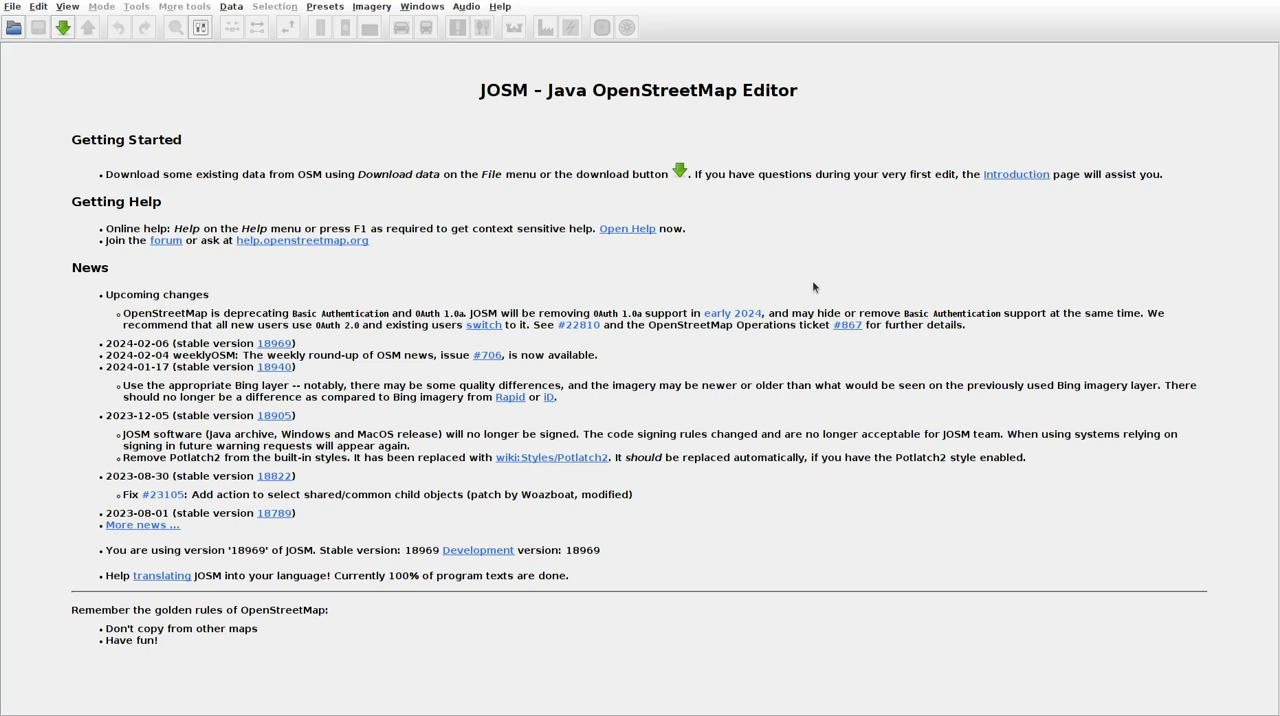 File Edit View Mode Tools More tools Selection Data Selection Presets Imagery Windows Audio Help
JOSM – Java OpenStreetMap Editor
Getting Started
Download some existing data from OSM using Download data on the File menu or the download button . If you have questions during your very first edit, the Introduction page will assist you.
Getting Help
Online help: Help on the Help menu or press F1 as required to get context sensitive help. Open Help now.
Join the forum or ask at help.openstreetmap.org
News
Upcoming changes
OpenStreetMap is deprecating Basic Authentication and OAuth 1.0a. JOSM will be removing OAuth 1.0a support in early 2024, and may hide or remove Basic Authentication support at the same time. We
recommend that all new users use OAuth 2.0 and existing users switch to it. See #22810 and the OpenStreetMap Operations ticket #867 for further details.
2024-02-06 (stable version 18969)
2024-02-04 weeklyOSM: The weekly round-up of OSM news, issue #706, is now available.
2024-01-17 (stable version 18940)
Use the appropriate Bing layer -- notably, there may be some quality differences, and the imagery may be newer or older than what would be seen on the previously used Bing imagery layer. There
should no longer be a difference as compared to Bing imagery from Rapid or iD.
2023-12-05 (stable version 18905)
JOSM software (Java archive, Windows and MacOS release) will no longer be signed. The code signing rules changed and are no longer acceptable for JOSM team. When using systems relying on
signing in future warning requests will appear again.
Remove Potlatch2 from the built-in styles. It has been replaced with wiki:Styles/Potlatch2. It should be replaced automatically, if you have the Potlatch2 style enabled.
2023-08-30 (stable version 18822)
Fix #23105: Add action to select shared/common child objects (patch by Woazboat, modified)
2023-08-01 (stable version 18789)
More news ...
You are using version '18969' of JOSM. Stable version: 18969 Development version: 18969
Help translating JOSM into your language! Currently 100% of program texts are done.
Remember the golden rules of OpenStreetMap:
Don't copy from other maps
Have fun!